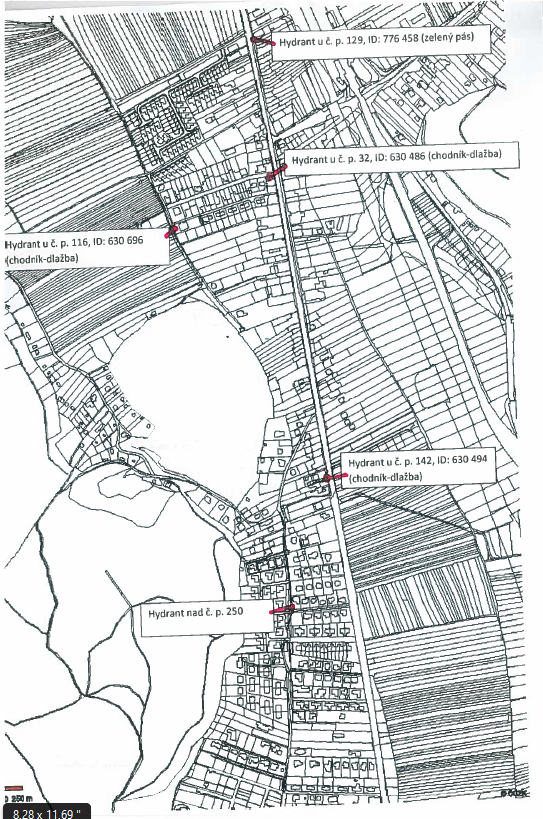 Hydrant u č. p. 129, ID: 776 458 (zelený pás)
Hydrant u č. p. 32, ID: 630 486 (chodník-dlažba)
Hydrant u č. p. 116, ID: 630 696
(chodník-dlažba)
Hydrant u č. p. 142, ID: 630 494
(chodník-dlažba)
Hydrant nad č. p. 250
250 m
8.28 x 11.69 "